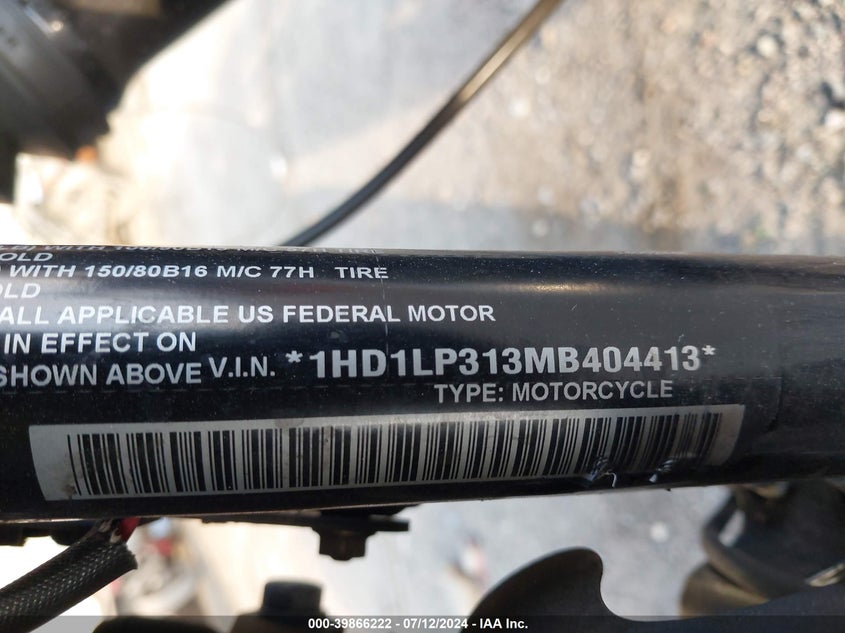 OLD
WITH 150/80B16 M/C 77H TIRE
OLD
ALL APPLICABLE US FEDERAL MOTOR
IN EFFECT ON
SHOWN ABOVE V.I.N. *1HD1LP313MB404413*
TYPE: MOTORCYCLE
000-39866222 - 07/12/2024 - IAA Inc.